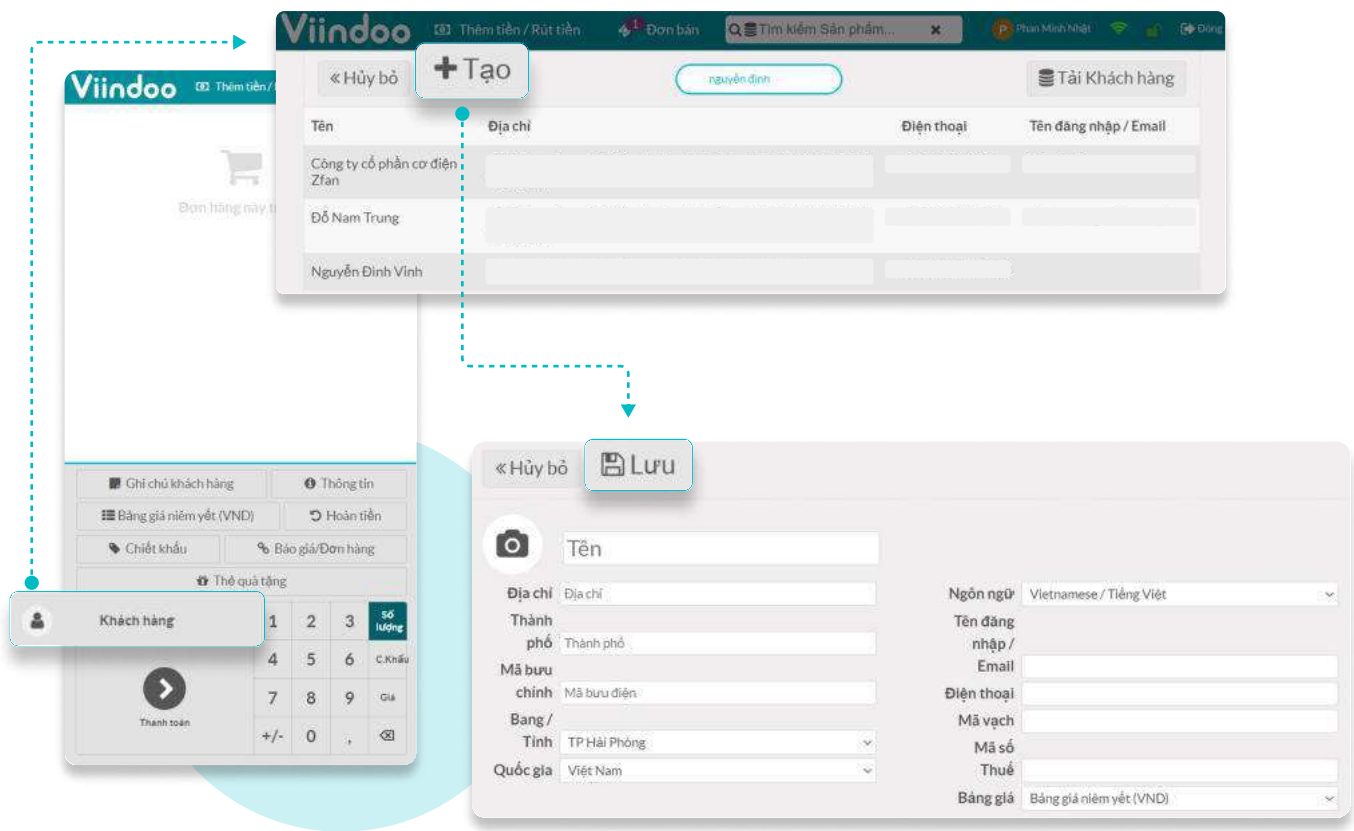 Viindoo Thêm tiền / Rút tiền 1 Đơn bán Tìm kiếm Sản phẩm... P Phan Minh Nhật Đóng
Hủy bỏ Tạo nguyễn định Tải Khách hàng
Tên Địa chỉ Điện thoại Tên đăng nhập / Email
Công ty cổ phần cơ điện
Zfan
Đỗ Nam Trung
Nguyễn Đình Vĩnh
Viindoo Thêm tiền /
Đơn hàng này
Ghi chú khách hàng Thông tin
Bảng giá niêm yết (VND) Hoàn tiền
Chiết khấu Báo giá/Đơn hàng
Thẻ quà tặng
Khách hàng 1 2 3 Số lượng
4 5 6 C.Khấu
7 8 9 Giá
Thanh toán
+/- 0 ,
Hủy bỏ Lưu
Tên
Địa chỉ Địa chỉ
Thành
phố Thành phố
Mã bưu
chính Mã bưu điện
Bang /
Tỉnh TP Hải Phòng
Quốc gia Việt Nam
Ngôn ngữ Vietnamese / Tiếng Việt
Tên đăng
nhập /
Email
Điện thoại
Mã vạch
Mã số
Thuế
Bảng giá Bảng giá niêm yết (VND)